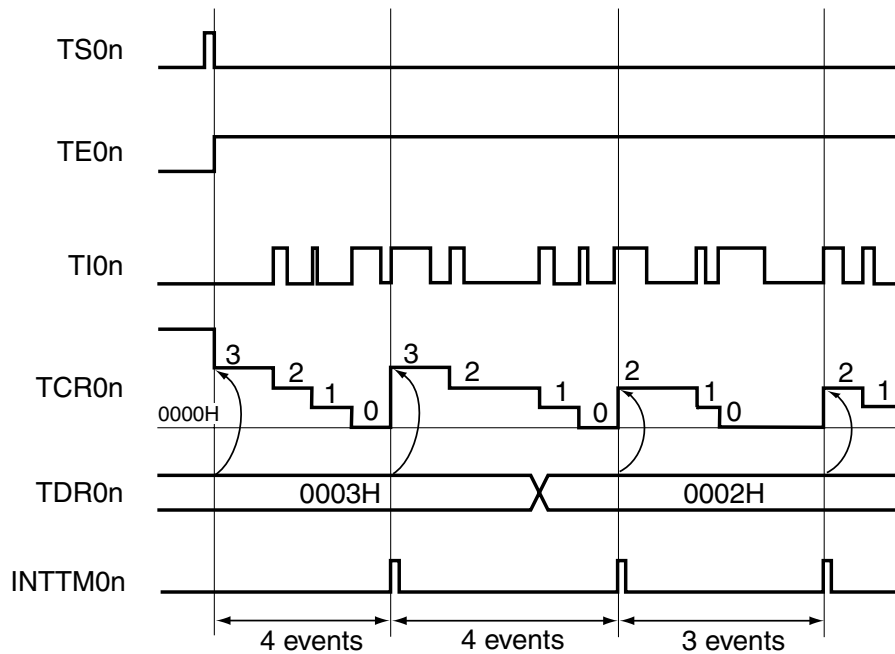 TS0n
TE0n
TI0n
TCR0n
3 2 1 0 3 2 1 0 2 1 0 2 1
0000H
TDR0n 0003H 0002H
INTTM0n
4 events 4 events 3 events